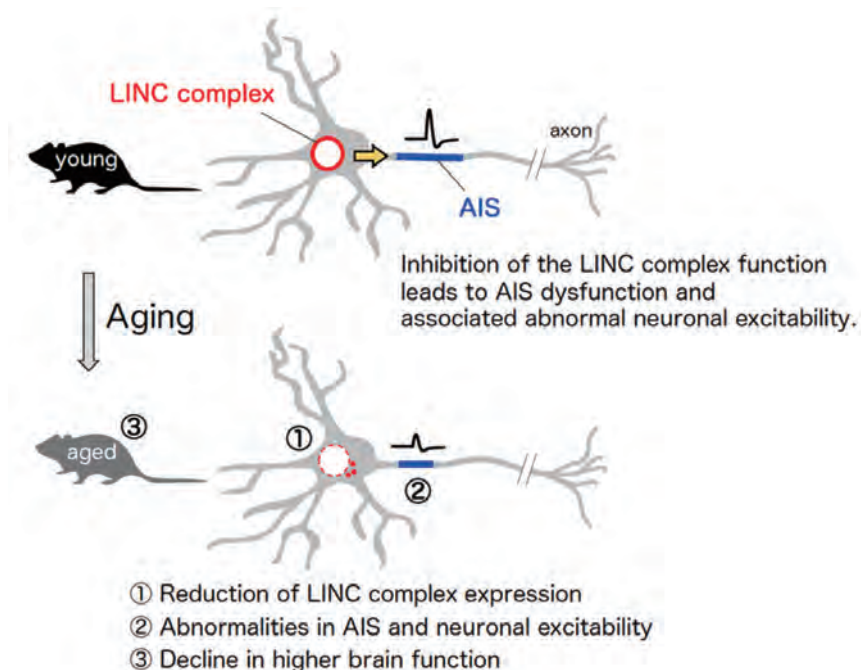 LINC complex
young
axon
AIS
Inhibition of the LINC complex function
leads to AIS dysfunction and
associated abnormal neuronal excitability.
Aging
③
aged
①
②
① Reduction of LINC complex expression
② Abnormalities in AIS and neuronal excitability
③ Decline in higher brain function